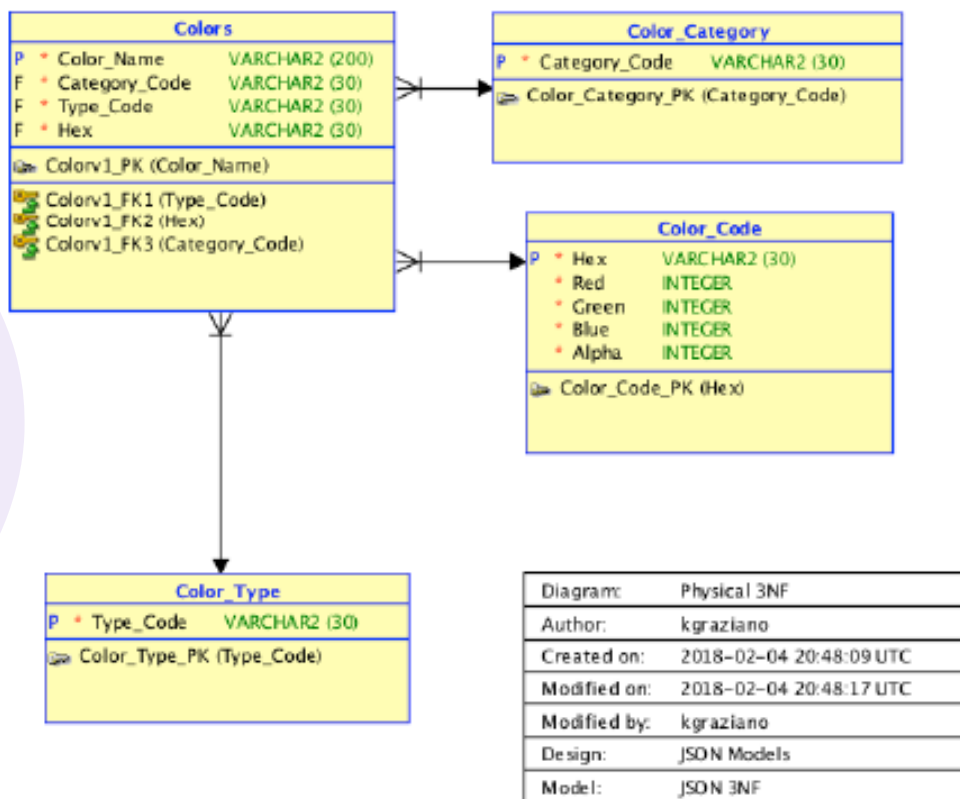 Colors
P * Color_Name VARCHAR2 (200)
F * Category_Code VARCHAR2 (30)
F * Type_Code VARCHAR2 (30)
F * Hex VARCHAR2 (30)
Colorv1_PK (Color_Name)
Colorv1_FK1 (Type_Code)
Colorv1_FK2 (Hex)
Colorv1_FK3 (Category_Code)
Color_Category
P * Category_Code VARCHAR2 (30)
Color_Category_PK (Category_Code)
Color_Code
P * Hex VARCHAR2 (30)
* Red INTEGER
* Green INTEGER
* Blue INTEGER
* Alpha INTEGER
Color_Code_PK (Hex)
Color_Type
P * Type_Code VARCHAR2 (30)
Color_Type_PK (Type_Code)
Diagram: Physical 3NF
Author: kgraziano
Created on: 2018-02-04 20:48:09 UTC
Modified on: 2018-02-04 20:48:17 UTC
Modified by: kgraziano
Design: JSON Models
Model: JSON 3NF